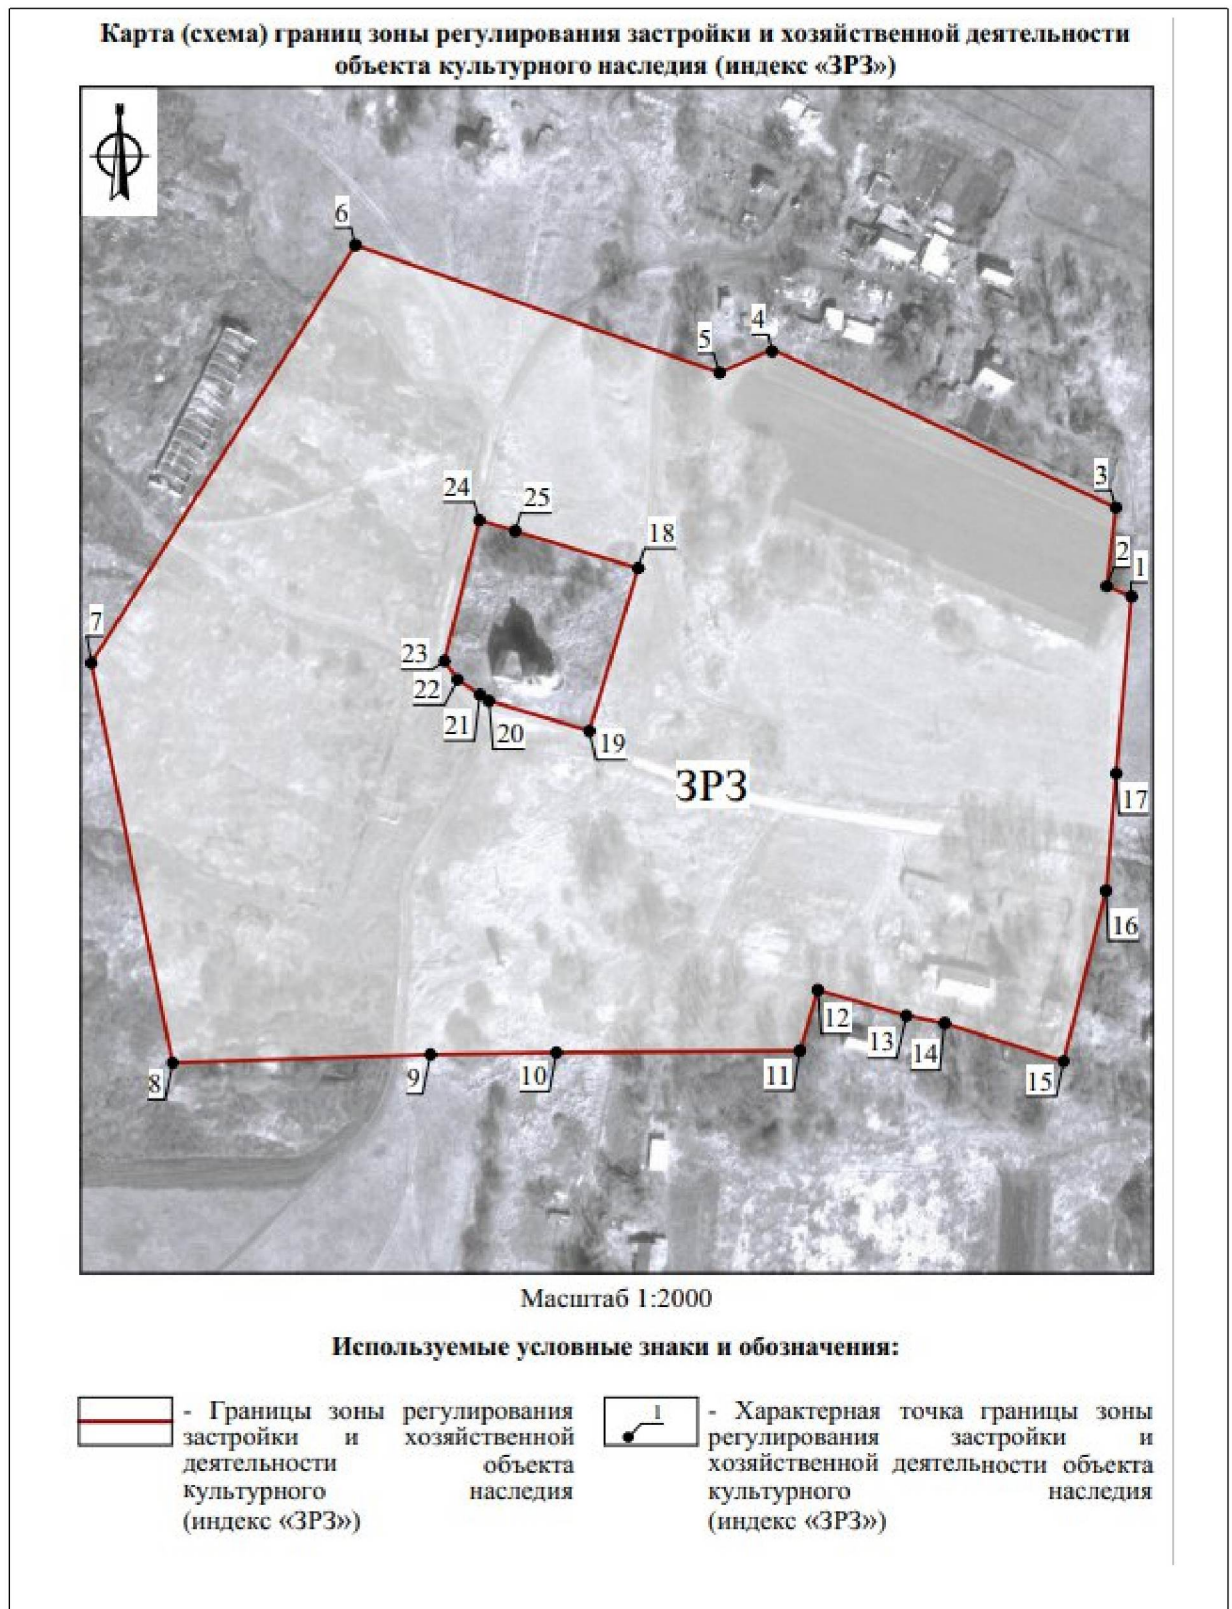 Карта (схема) границ зоны регулирования застройки и хозяйственной деятельности
объекта культурного наследия (индекс «ЗРЗ»)
6
5
4
3
24
25
18
2
1
7
23
22
21
20
19
ЗРЗ
17
16
12
13
14
11
15
8
9
10
Масштаб 1:2000
Используемые условные знаки и обозначения:
- Границы зоны регулирования
застройки и хозяйственной
деятельности объекта
культурного наследия
(индекс «ЗРЗ»)
1
- Характерная точка границы зоны
регулирования застройки и
хозяйственной деятельности объекта
культурного наследия
(индекс «ЗРЗ»)